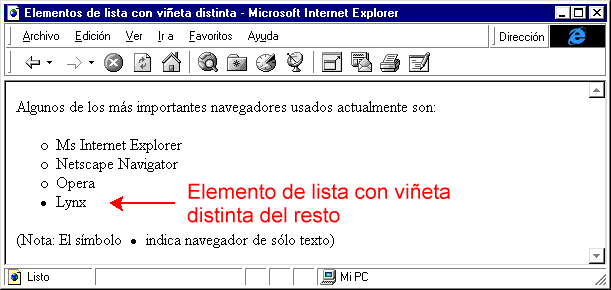 Elementos de lista con viñeta distinta - Microsoft Internet Explorer
Archivo Edición Ver Ir a Favoritos Ayuda Dirección
Algunos de los más importantes navegadores usados actualmente son:
Ms Internet Explorer
Netscape Navigator
Opera
Lynx
Elemento de lista con viñeta
distinta del resto
(Nota: El símbolo • indica navegador de sólo texto)
Listo Mi PC